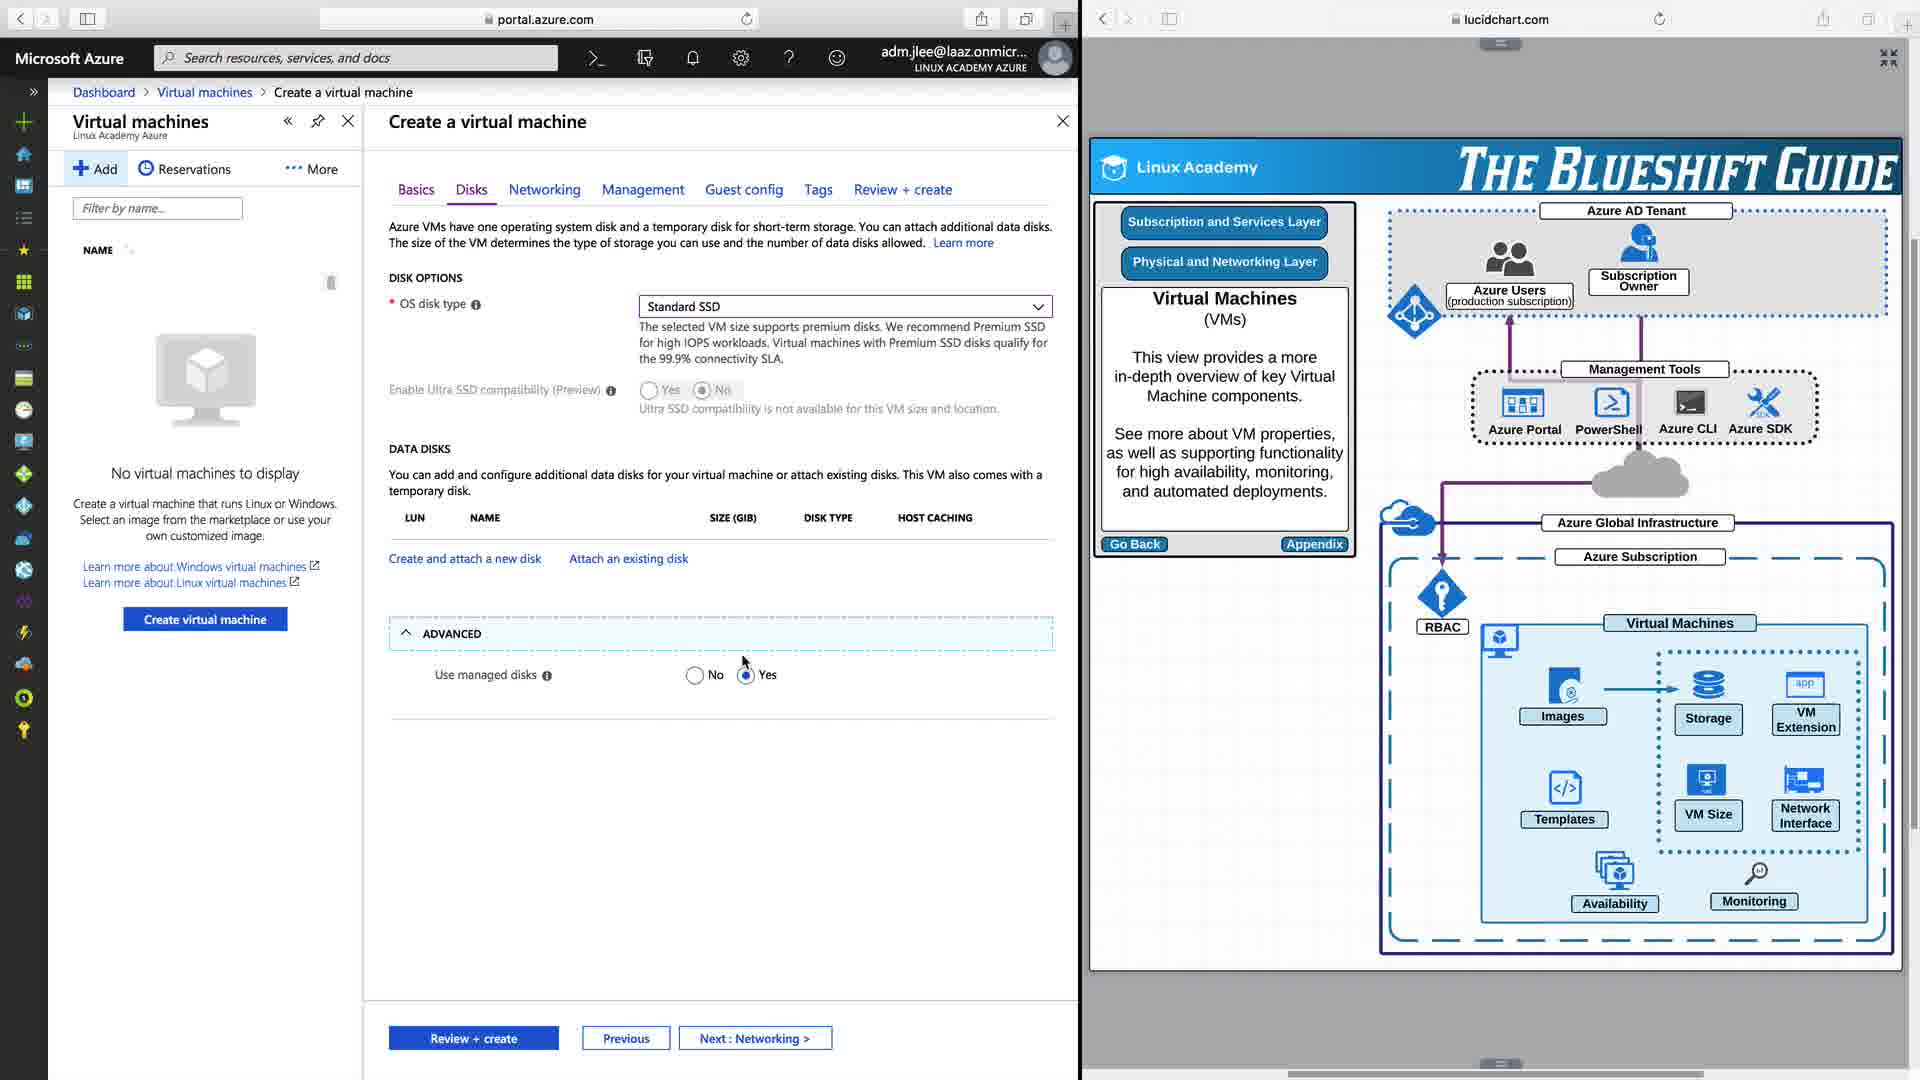 portal.azure.com
Microsoft Azure
Search resources, services, and docs
adm.jlee@laaz.onmicr...
LINUX ACADEMY AZURE
Dashboard > Virtual machines > Create a virtual machine
Virtual machines
Linux Academy Azure
Add
Reservations
More
Filter by name...
NAME
No virtual machines to display
Create a virtual machine that runs Linux or Windows.
Select an image from the marketplace or use your
own customized image.
Learn more about Windows virtual machines
Learn more about Linux virtual machines
Create virtual machine
Create a virtual machine
Basics Disks Networking Management Guest config Tags Review + create
Azure VMs have one operating system disk and a temporary disk for short-term storage. You can attach additional data disks.
The size of the VM determines the type of storage you can use and the number of data disks allowed. Learn more
DISK OPTIONS
* OS disk type
Standard SSD
The selected VM size supports premium disks. We recommend Premium SSD
for high IOPS workloads. Virtual machines with Premium SSD disks qualify for
the 99.9% connectivity SLA.
Enable Ultra SSD compatibility (Preview)
Yes No
Ultra SSD compatibility is not available for this VM size and location.
DATA DISKS
You can add and configure additional data disks for your virtual machine or attach existing disks. This VM also comes with a
temporary disk.
LUN NAME SIZE (GIB) DISK TYPE HOST CACHING
Create and attach a new disk Attach an existing disk
ADVANCED
Use managed disks
No Yes
Review + create
Previous
Next : Networking >
lucidchart.com
Linux Academy
THE BLUESHIFT GUIDE
Subscription and Services Layer
Physical and Networking Layer
Virtual Machines
(VMs)
This view provides a more
in-depth overview of key Virtual
Machine components.
See more about VM properties,
as well as supporting functionality
for high availability, monitoring,
and automated deployments.
Go Back
Appendix
Azure AD Tenant
Azure Users
(production subscription)
Subscription
Owner
Management Tools
Azure Portal
PowerShell
Azure CLI
SDK
Azure SDK
Azure Global Infrastructure
Azure Subscription
RBAC
Virtual Machines
Images
Storage
app
VM
Extension
Templates
VM Size
Network
Interface
Availability
Monitoring